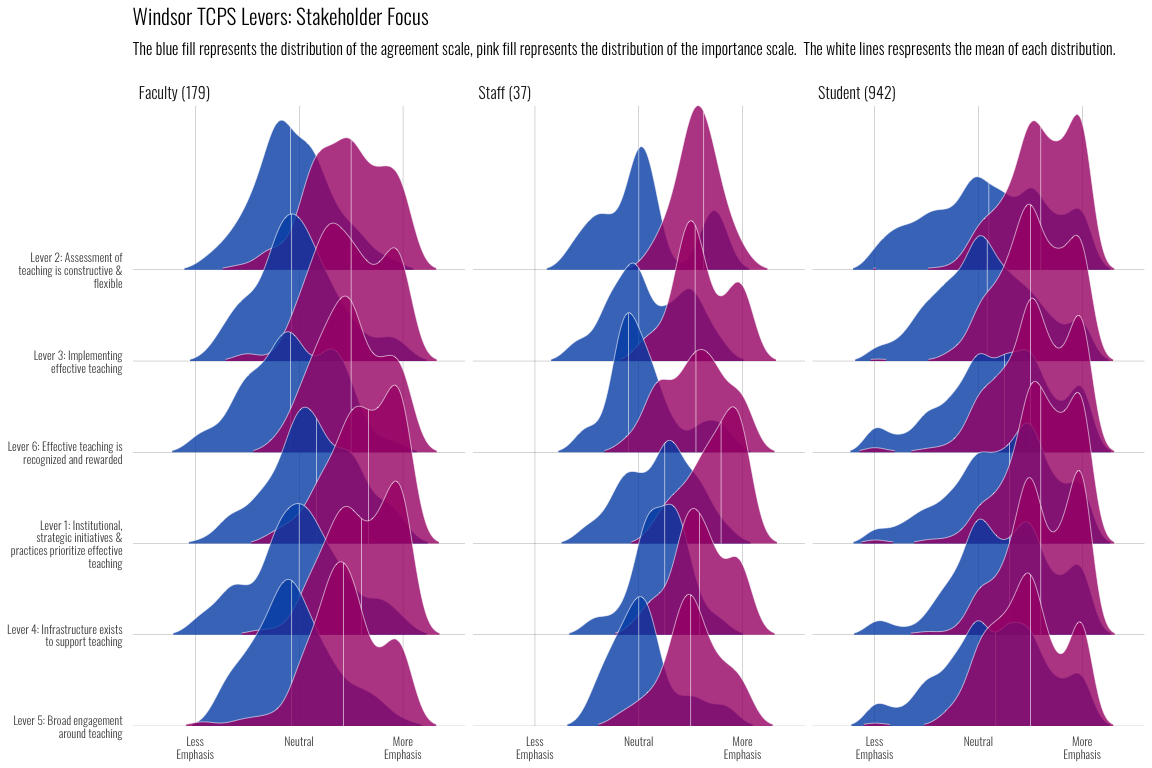 Windsor TCPS Levers: Stakeholder Focus
The blue fill represents the distribution of the agreement scale, pink fill represents the distribution of the importance scale.  The white lines respresents the mean of each distribution.
Faculty (179)
Staff (37)
Student (942)
Lever 2: Assessment of
teaching is constructive &
flexible
Lever 3: Implementing
effective teaching
Lever 6: Effective teaching is
recognized and rewarded
Lever 1: Institutional,
strategic initiatives &
practices prioritize effective
teaching
Lever 4: Infrastructure exists
to support teaching
Lever 5: Broad engagement
around teaching
Less
Emphasis
Neutral
More
Emphasis
Less
Emphasis
Neutral
More
Emphasis
Less
Emphasis
Neutral
More
Emphasis